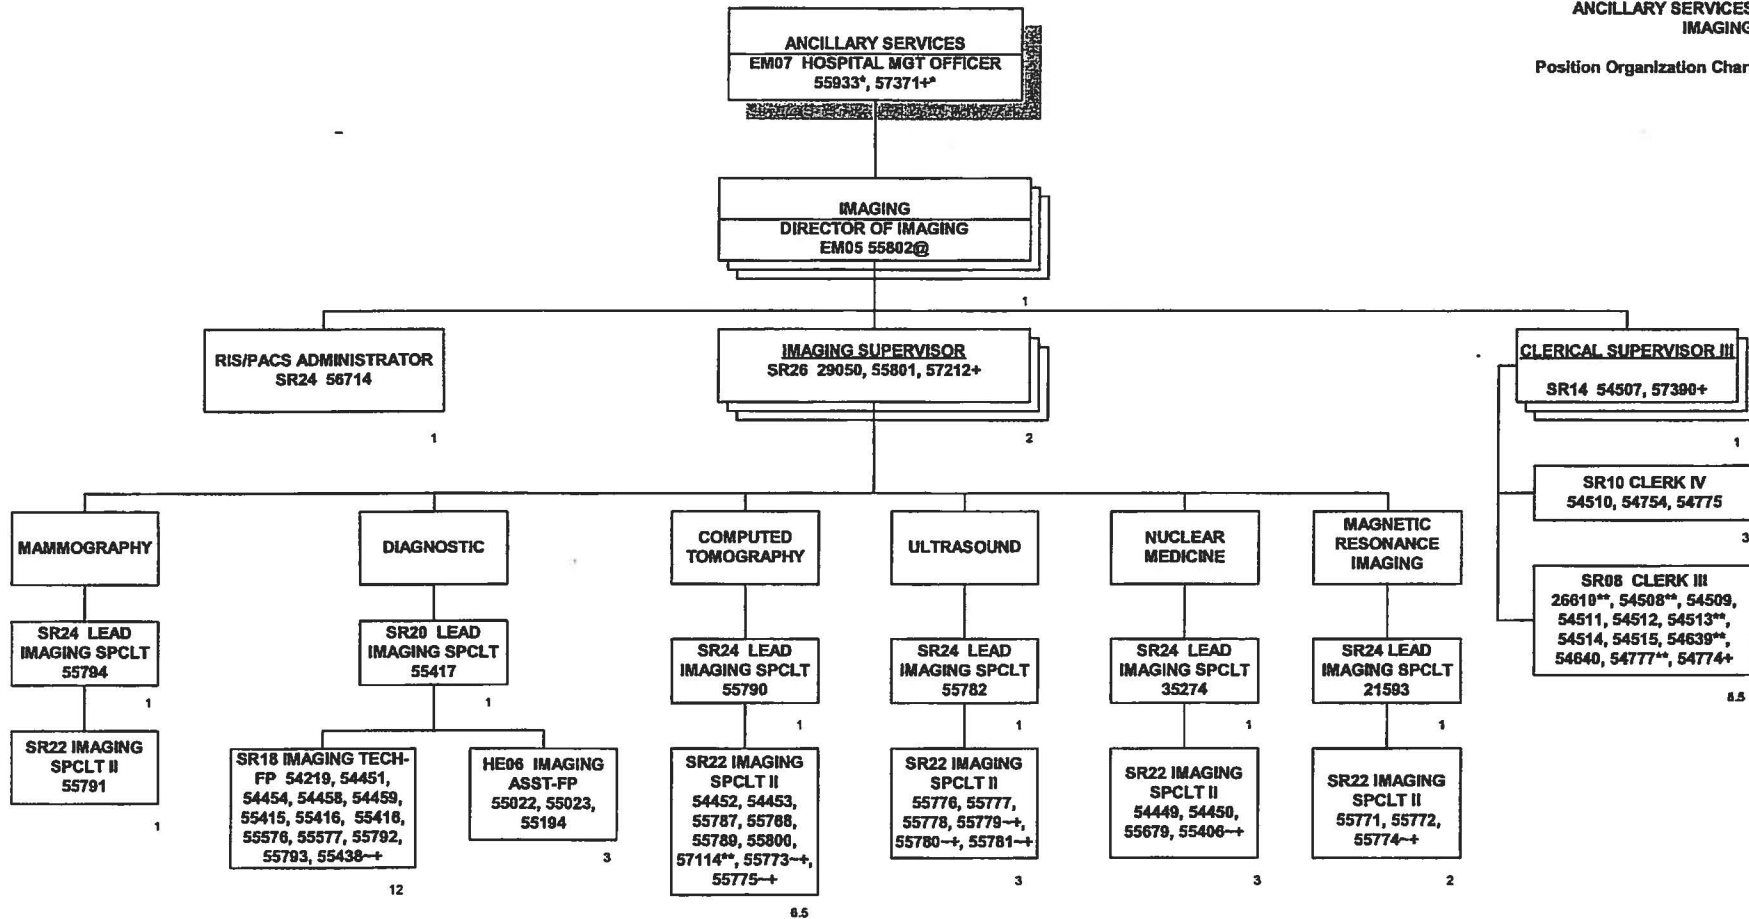 ANCILLARY SERVICES
IMAGING
Position Organization Char
ANCILLARY SERVICES
EM07 HOSPITAL MGT OFFICER
55933*, 57371+*
IMAGING
DIRECTOR OF IMAGING
EM05 55802@
1
RIS/PACS ADMINISTRATOR
SR24 56714
1
IMAGING SUPERVISOR
SR26 29050, 55801, 57212+
2
CLERICAL SUPERVISOR III
SR14 54507, 57390+
1
SR10 CLERK IV
54510, 54754, 54775
3
SR08 CLERK III
26610**, 54508**, 54509,
54511, 54512, 54513**,
54514, 54515, 54639**,
54640, 54777**, 54774+
8.5
MAMMOGRAPHY
SR24 LEAD
IMAGING SPCLT
55794
1
SR22 IMAGING
SPCLT II
55791
1
DIAGNOSTIC
SR20 LEAD
IMAGING SPCLT
55417
1
SR18 IMAGING TECH-
FP 54219, 54451,
54454, 54458, 54459,
55415, 55416, 55418,
55576, 55577, 55792,
55793, 55438~+
12
HE06 IMAGING
ASST-FP
55022, 55023,
55194
3
COMPUTED
TOMOGRAPHY
SR24 LEAD
IMAGING SPCLT
55790
1
SR22 IMAGING
SPCLT II
54452, 54453,
55787, 55788,
55789, 55800,
57114**, 55773~+,
55775~+
6.5
ULTRASOUND
SR24 LEAD
IMAGING SPCLT
55782
1
SR22 IMAGING
SPCLT II
55776, 55777,
55778, 55779~+,
55780~+, 55781~+
3
NUCLEAR
MEDICINE
SR24 LEAD
IMAGING SPCLT
35274
1
SR22 IMAGING
SPCLT II
54449, 54450,
55679, 55406~+
3
MAGNETIC
RESONANCE
IMAGING
SR24 LEAD
IMAGING SPCLT
21593
1
SR22 IMAGING
SPCLT II
55771, 55772,
55774~+
2